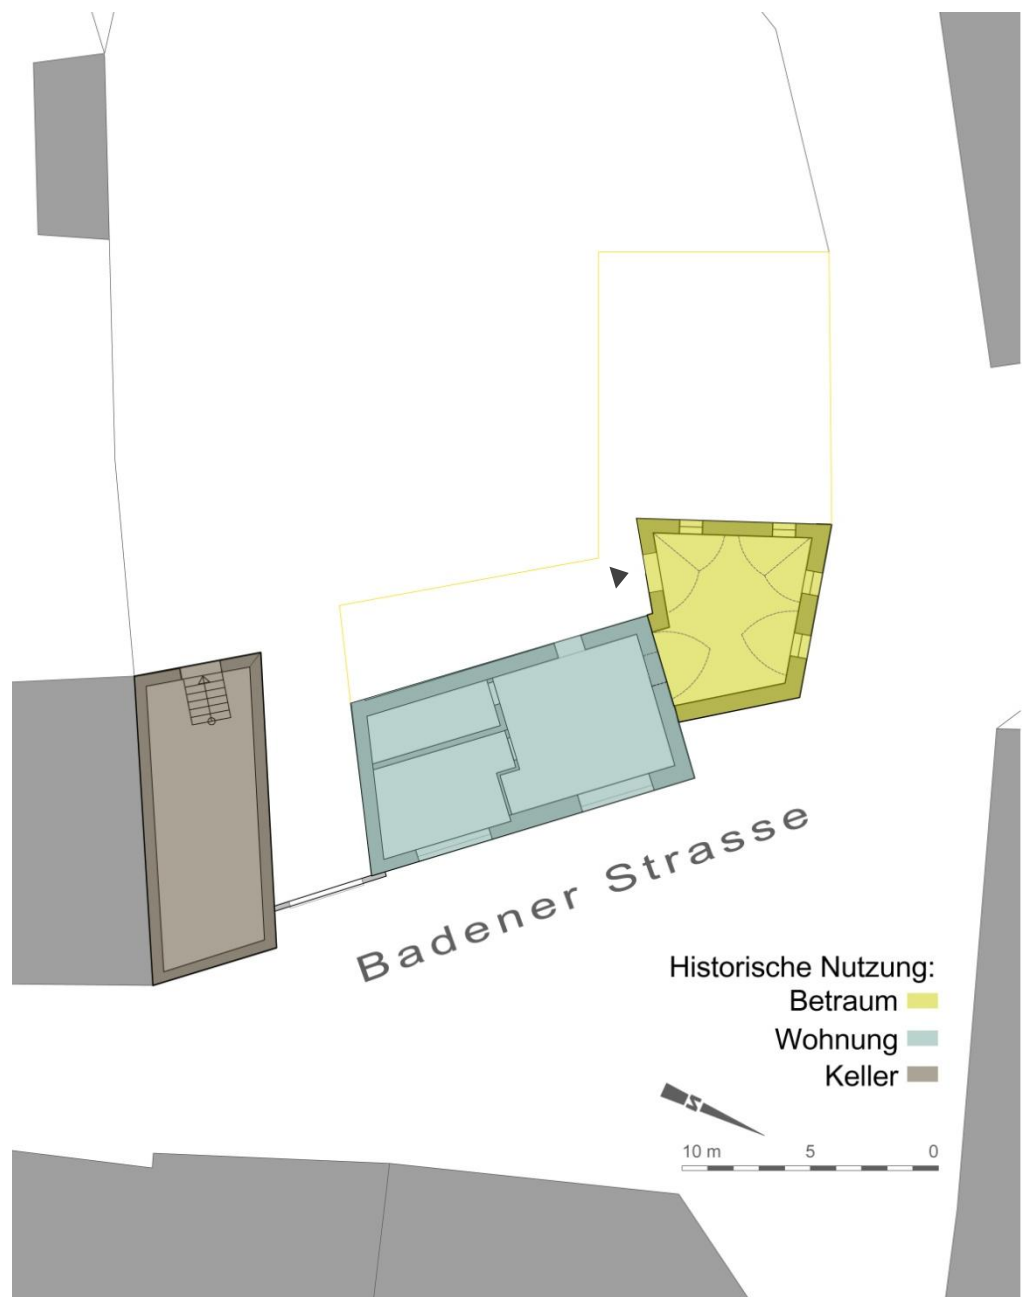 Badener Strasse
Historische Nutzung:
Betraum
Wohnung
Keller
N
10 m 5 0